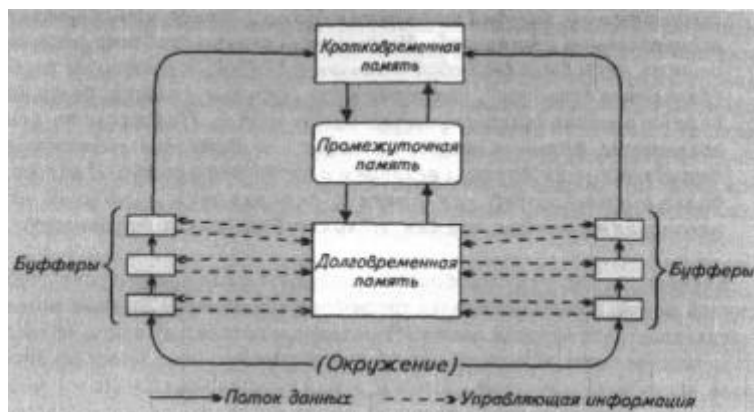 Кратковременная
память
Промежуточная
память
Долговременная
память
Буфферы
Буфферы
(Окружение)
Поток данных
Управляющая информация